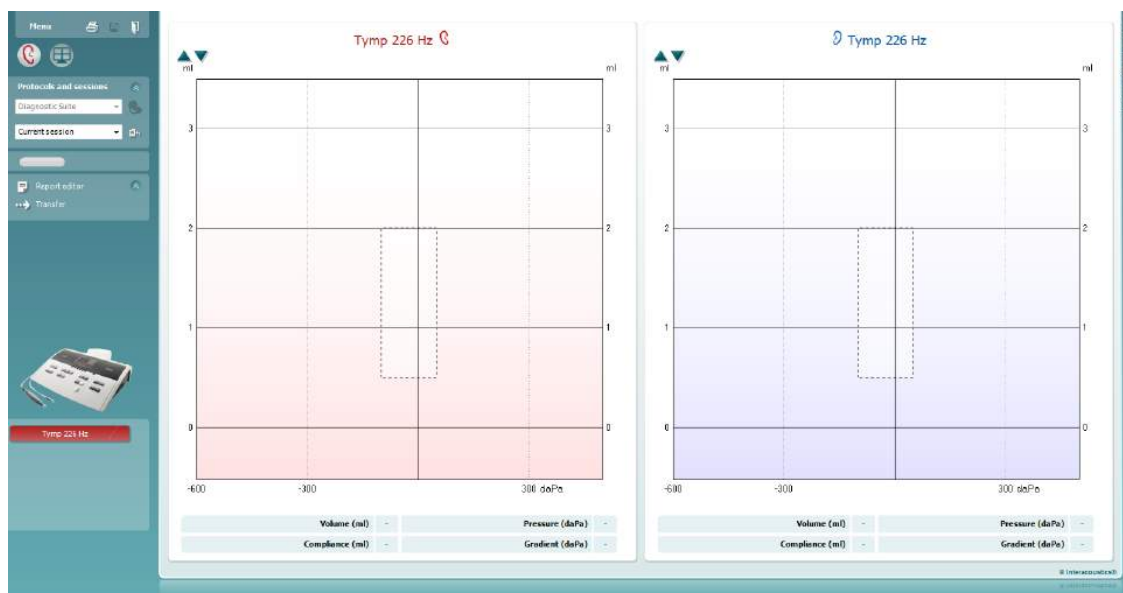 Menu
Protocols and sessions
Diagnostic Suite
Current session
Report editor
Transfer
Tymp 226 Hz
Tymp 226 Hz
ml
ml
3
3
2
2
1
1
0
0
-600
-300
300 daPa
Volume (ml)
-
Pressure (daPa)
-
Compliance (ml)
-
Gradient (daPa)
-
Tymp 226 Hz
ml
ml
3
3
2
2
1
1
0
0
-600
-300
300 daPa
Volume (ml)
-
Pressure (daPa)
-
Compliance (ml)
-
Gradient (daPa)
-
© Interacoustics®